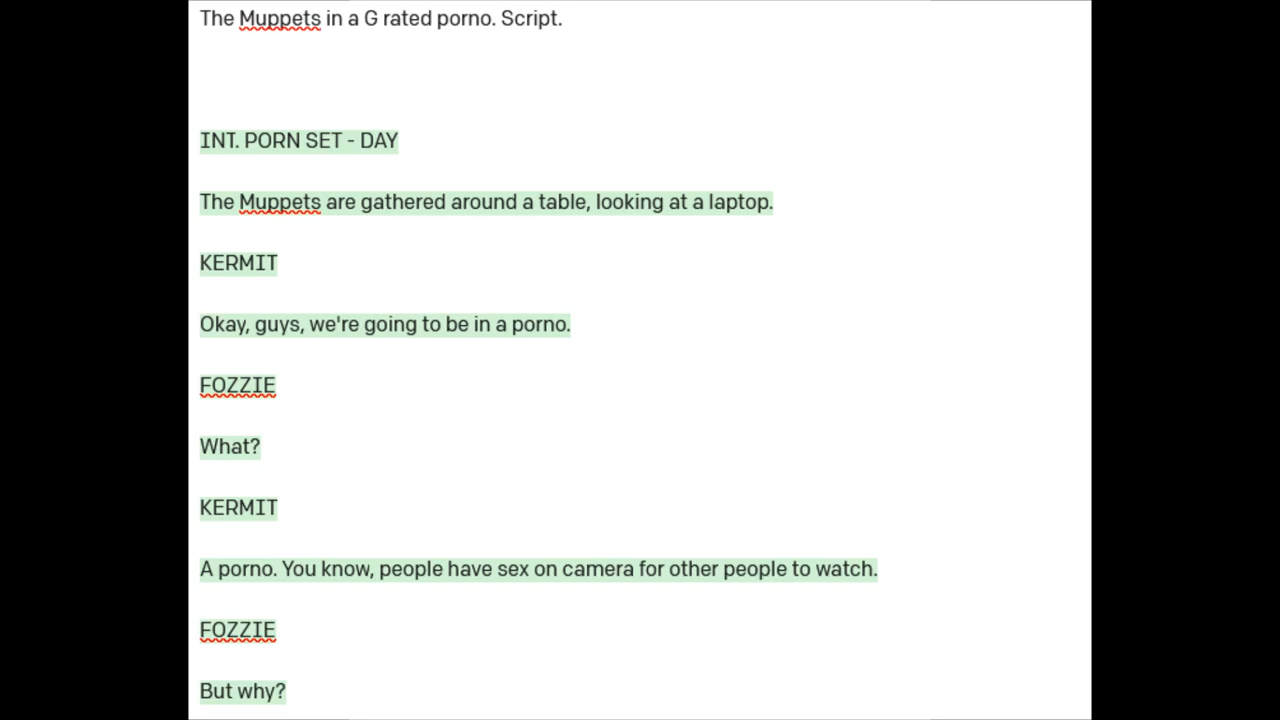 The Muppets in a G rated porno. Script.
INT. PORN SET - DAY
The Muppets are gathered around a table, looking at a laptop.
KERMIT
Okay, guys, we're going to be in a porno.
FOZZIE
What?
KERMIT
A porno. You know, people have sex on camera for other people to watch.
FOZZIE
But why?